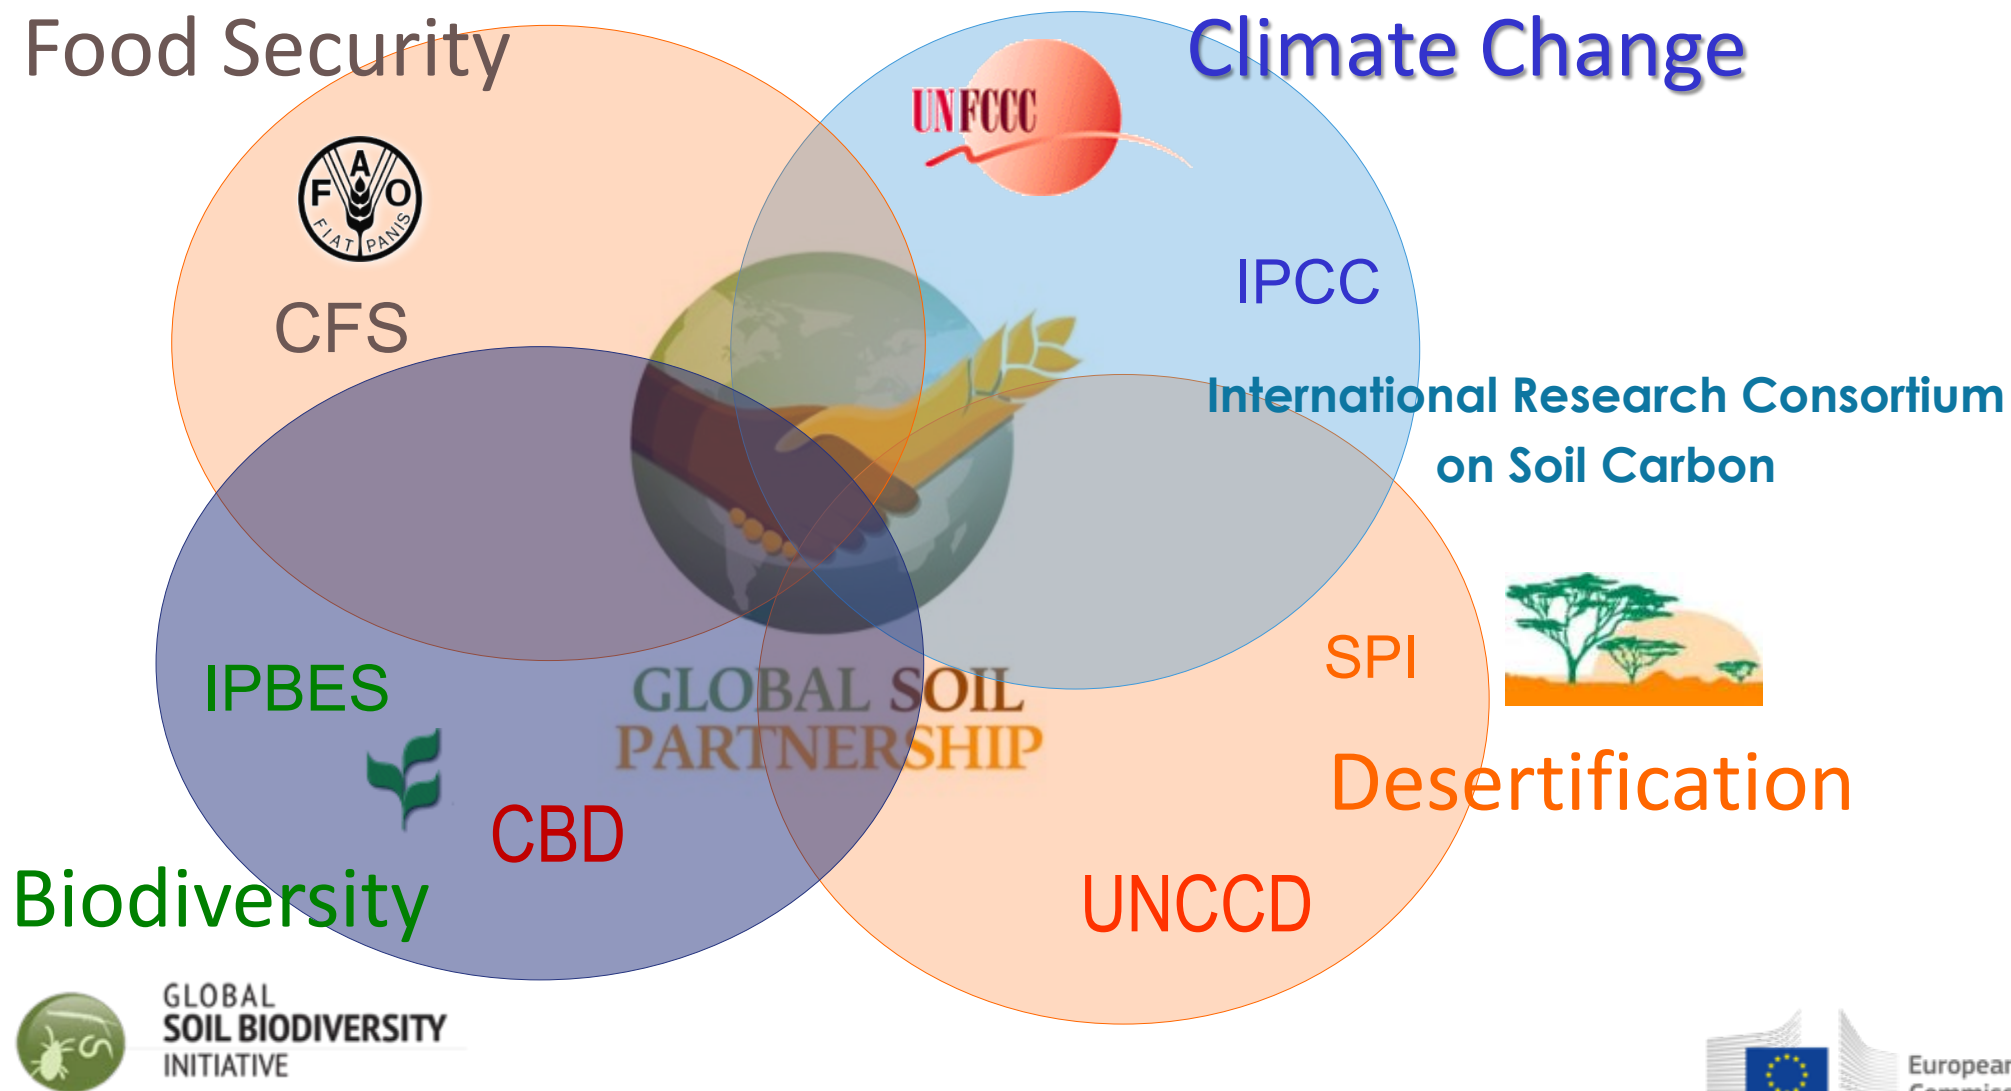 Food Security
Climate Change
UNFCCC
FAO
FIAT PANIS
IPCC
CFS
International Research Consortium
on Soil Carbon
SPI
IPBES
GLOBAL SOIL
PARTNERSHIP
Desertification
CBD
UNCCD
Biodiversity
GLOBAL
SOIL BIODIVERSITY
INITIATIVE
European